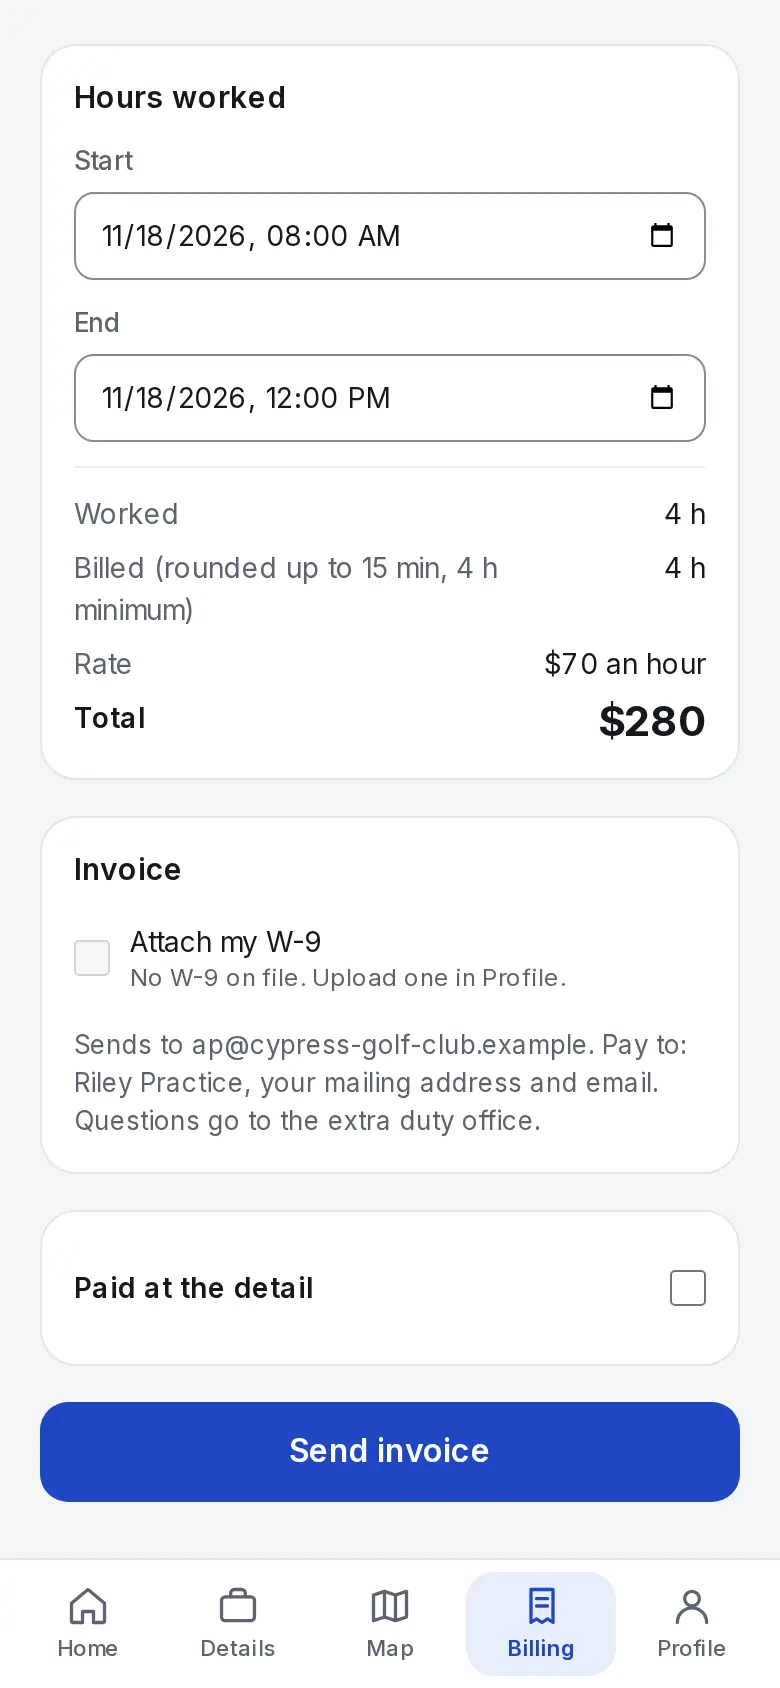 Hours worked
Start
11/18/2026, 08:00 AM
End
11/18/2026, 12:00 PM
Worked 4 h
Billed (rounded up to 15 min, 4 h 4 h
minimum)
Rate $70 an hour
Total $280
Invoice
Attach my W-9
No W-9 on file. Upload one in Profile.
Sends to ap@cypress-golf-club.example. Pay to:
Riley Practice, your mailing address and email.
Questions go to the extra duty office.
Paid at the detail
Send invoice
Home Details Map Billing Profile